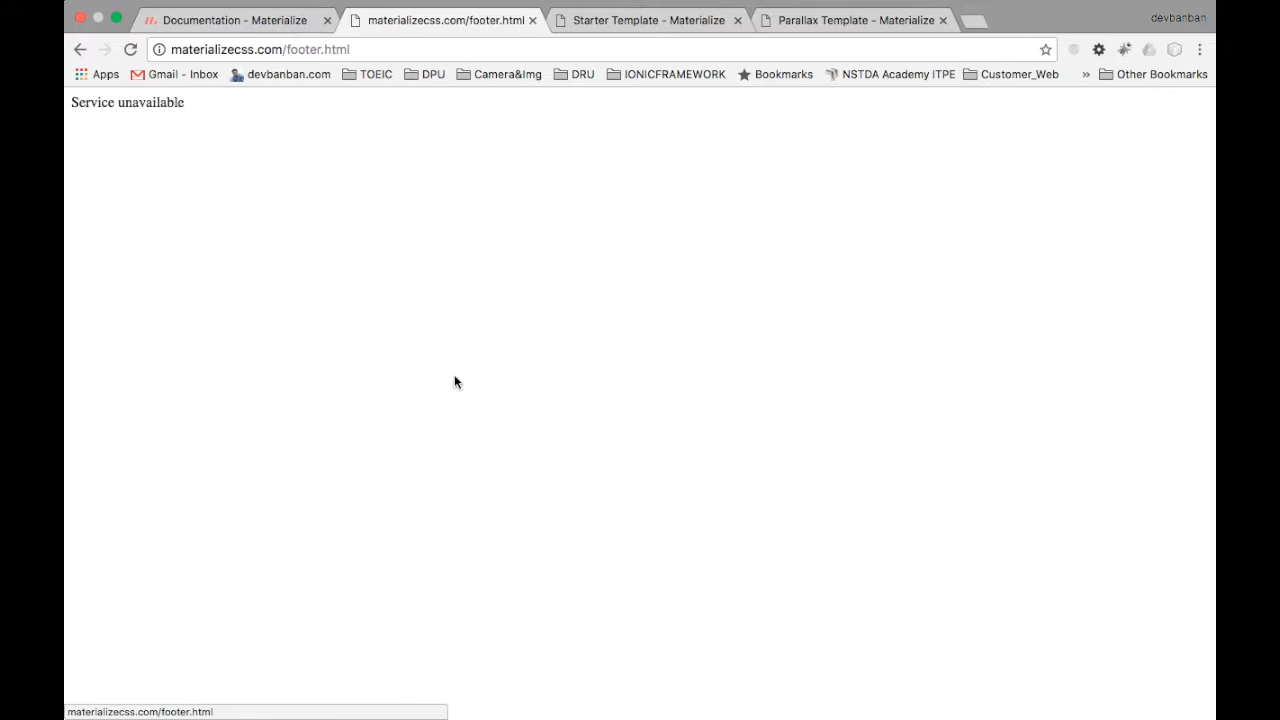 Documentation - Materialize
materializecss.com/footer.html
Starter Template - Materialize
Parallax Template - Materialize
devbanban
materializecss.com/footer.html
Apps
Gmail - Inbox
devbanban.com
TOEIC
DPU
Camera&Img
DRU
IONICFRAMEWORK
Bookmarks
NSTDA Academy ITPE
Customer_Web
»
Other Bookmarks
Service unavailable
materializecss.com/footer.html